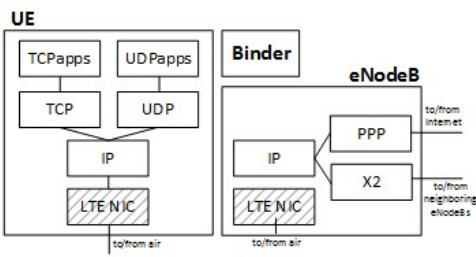 UE
TCPapps
UDPapps
TCP
UDP
IP
LTE NIC
to/from air
Binder
eNodeB
IP
PPP
X2
LTE NIC
to/from air
to/from
Internet
to/from
neighboring
eNodeBs